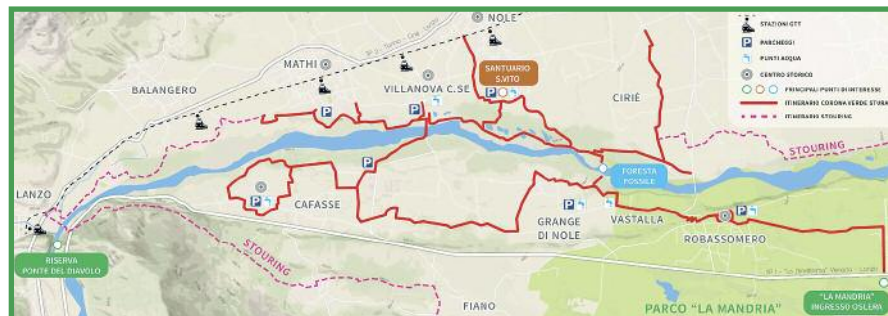 NOLE
STAZIONI GTT
PARCHEGGI
PUNTI ACQUA
CENTRO STORICO
PRINCIPALI PUNTI DI INTERESSE
ITINERARIO CORONA VERDE STURA
ITINERARIO STOURING
MATHI
BALANGERO
VILLANOVA C.SE
SANTUARIO
S.VITO
CIRIÈ
STOURING
FORESTA
FOSSILE
LANZO
CAFASSE
GRANGE
DI NOLE
VASTALLA
ROBASSOMERO
RISERVA
PONTE DEL DIAVOLO
STOURING
FIANO
PARCO "LA MANDRIA"
"LA MANDRIA"
INGRESSO OSLERA